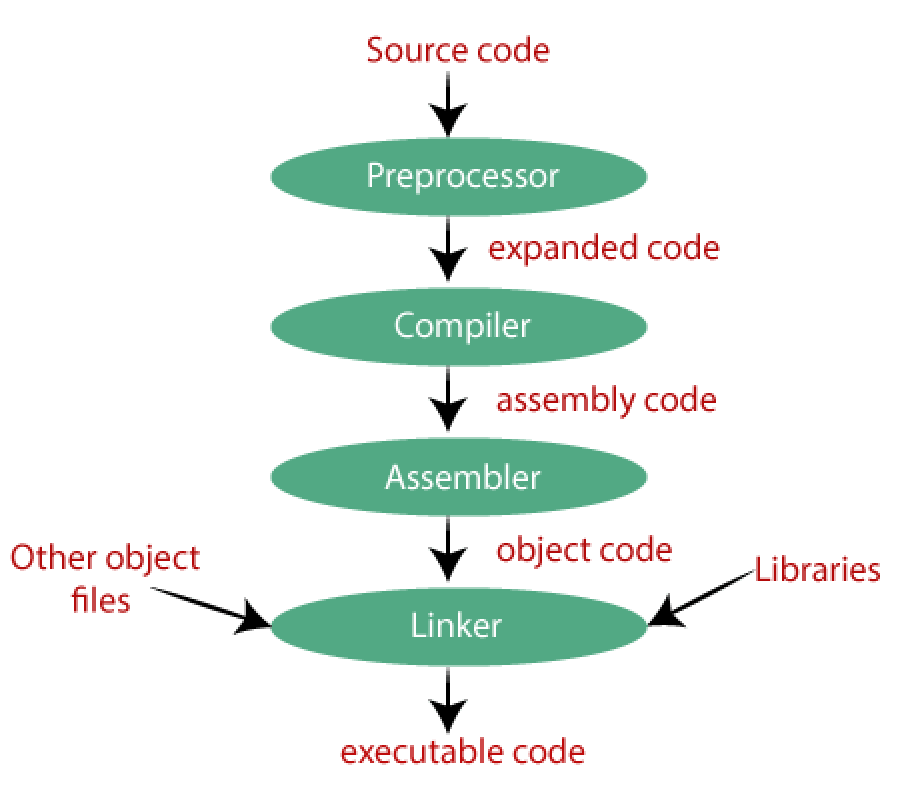 Source code
Preprocessor
expanded code
Compiler
assembly code
Assembler
object code
Other object
files
Libraries
Linker
executable code